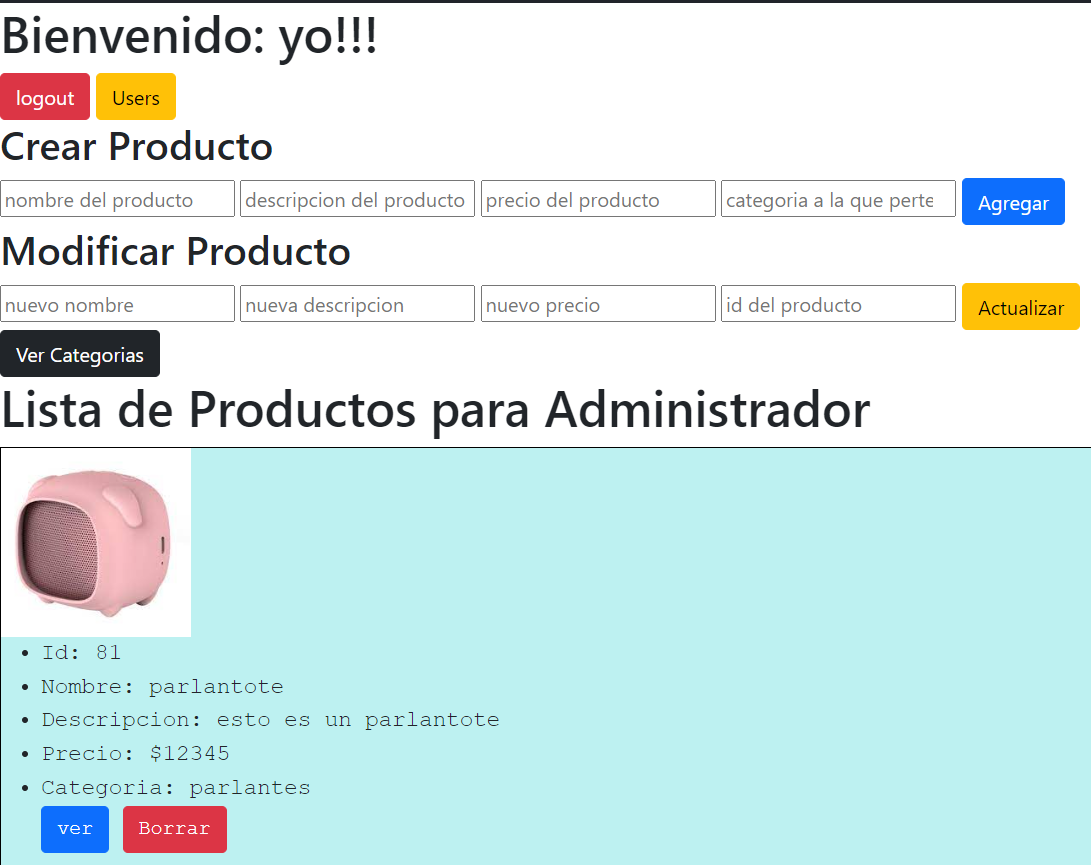 Bienvenido: yo!!!
logout Users
Crear Producto
nombre del producto descripcion del producto precio del producto categoria a la que perte Agregar
Modificar Producto
nuevo nombre nueva descripcion nuevo precio id del producto Actualizar
Ver Categorias
Lista de Productos para Administrador
Id: 81
Nombre: parlantote
Descripcion: esto es un parlantote
Precio: $12345
Categoria: parlantes
ver Borrar